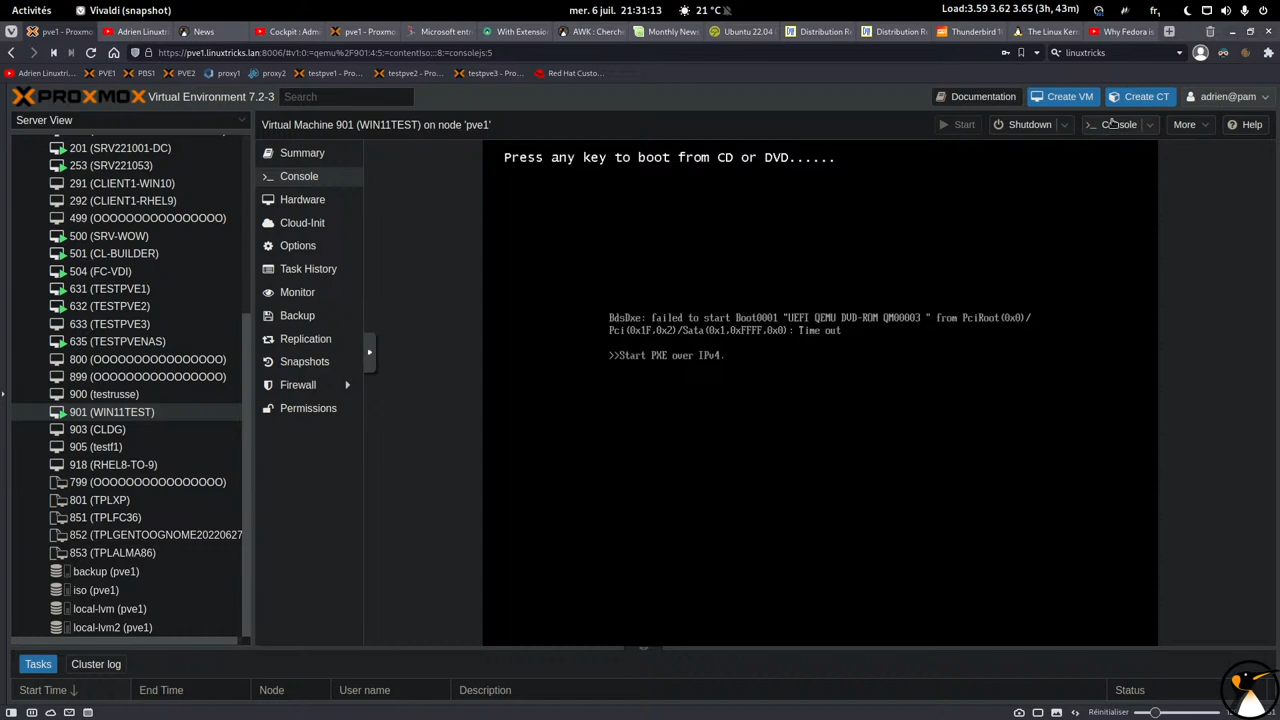 Activités
Vivaldi (snapshot)
mer. 6 juil. 21:31:13
21 °C
Load:3.59 3.62 3.65 (3h, 43m)
fr
pve1 - Proxmo
Adrien Linuxtric
News
Cockpit : Admi
pve1 - Proxmo
Microsoft entre
With Extension
AWK : Cherche
Monthly News
Ubuntu 22.04
Distribution Re
Distribution Re
The Linux Kern
Why Fedora is
https://pve1.linuxtricks.lan:8006/#v1:0:=qemu%2F901:4:5:=contentIso:::0:=consolejs:5
linuxtricks
Adrien Linuxtri...
PVE1
PBS1
PVE2
proxy1
proxy2
testpve1 - Pro...
testpve2 - Pro...
testpve3 - Pro...
Red Hat Custo...
PROXMOX
Virtual Environment 7.2-3
Search
Documentation
Create VM
Create CT
adrien@pam
Server View
Virtual Machine 901 (WIN11TEST) on node 'pve1'
Start
Shutdown
Console
More
Help
201 (SRV221001-DC)
253 (SRV221053)
291 (CLIENT1-WIN10)
292 (CLIENT1-RHEL9)
499 (OOOOOOOOOOOOOOOO)
500 (SRV-WOW)
501 (CL-BUILDER)
504 (FC-VDI)
631 (TESTPVE1)
632 (TESTPVE2)
633 (TESTPVE3)
635 (TESTPVENAS)
800 (OOOOOOOOOOOOOOOO)
899 (OOOOOOOOOOOOOOOO)
900 (testrusse)
901 (WIN11TEST)
903 (CLDG)
905 (testf1)
918 (RHEL8-TO-9)
799 (OOOOOOOOOOOOOOOO)
801 (TPLXP)
851 (TPLFC36)
852 (TPLGENTOOGNOME20220627
853 (TPLALMA86)
backup (pve1)
iso (pve1)
local-lvm (pve1)
local-lvm2 (pve1)
Summary
Console
Hardware
Cloud-Init
Options
Task History
Monitor
Backup
Replication
Snapshots
Firewall
Permissions
Press any key to boot from CD or DVD......
BdsDxe: failed to start Boot0001 "UEFI QEMU DVD-ROM QM00003 " from PciRoot(0x0)/
Pci(0x1F,0x2)/Sata(0x1,0xFFFF,0x0): Time out
>>Start PXE over IPv4.
Tasks
Cluster log
Start Time
End Time
Node
User name
Description
Status
Réinitialiser